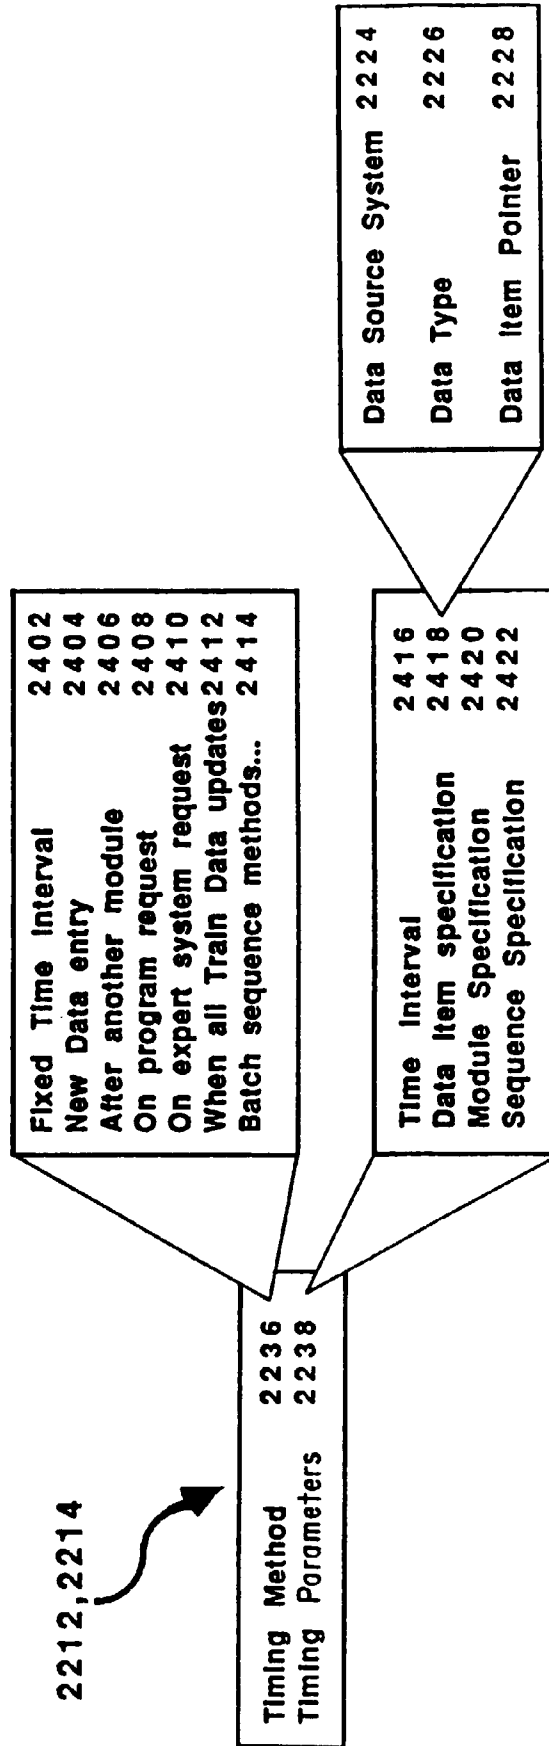 2212,2214
Timing Method 2236
Timing Parameters 2238
Fixed Time Interval 2402
New Data entry 2404
After another module 2406
On program request 2408
On expert system request 2410
When all Train Data updates 2412
Batch sequence methods... 2414
Time Interval 2416
Data Item specification 2418
Module Specification 2420
Sequence Specification 2422
Data Source System 2224
Data Type 2226
Data Item Pointer 2228